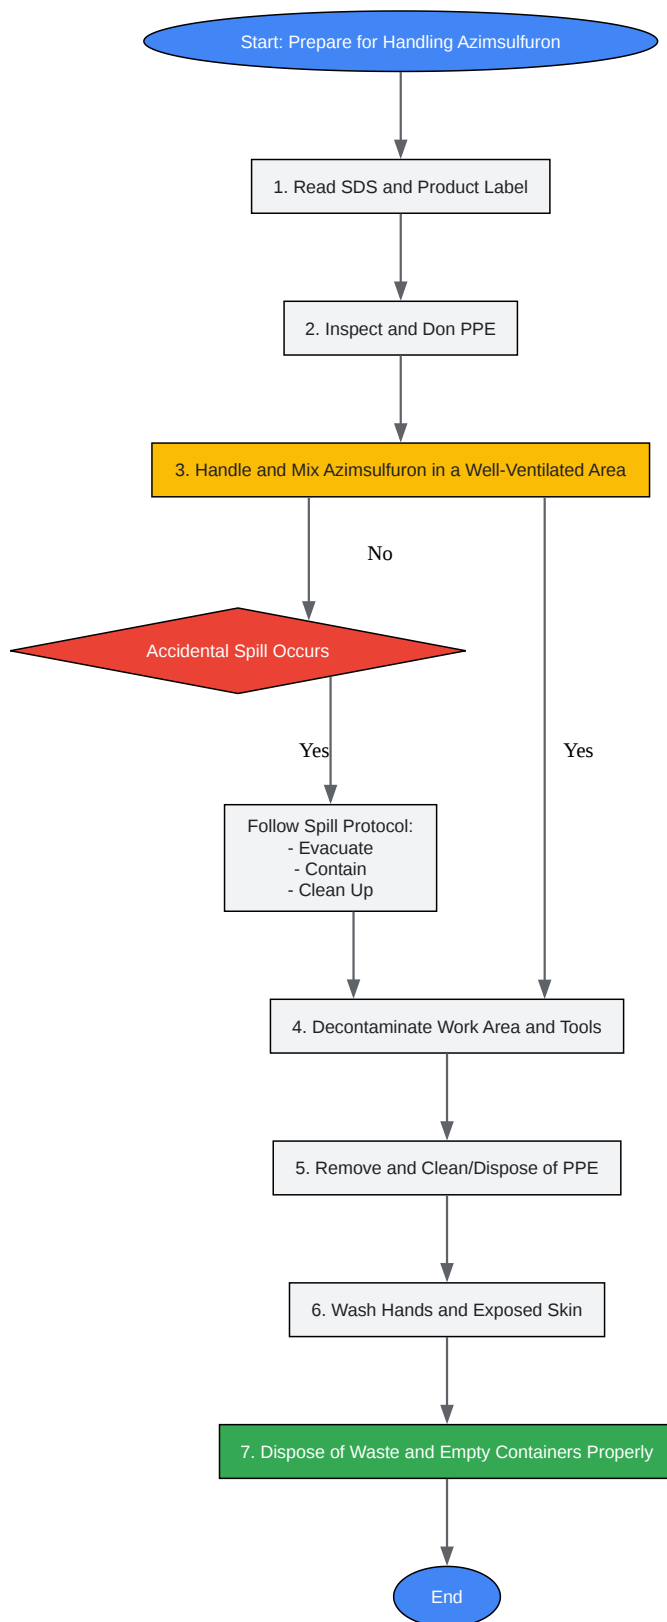 Start: Prepare for Handling Azimsulfuron
1. Read SDS and Product Label
2. Inspect and Don PPE
3. Handle and Mix Azimsulfuron in a Well-Ventilated Area
No
Accidental Spill Occurs
Yes
Yes
Follow Spill Protocol:
- Evacuate
- Contain
- Clean Up
4. Decontaminate Work Area and Tools
5. Remove and Clean/Dispose of PPE
6. Wash Hands and Exposed Skin
7. Dispose of Waste and Empty Containers Properly
End